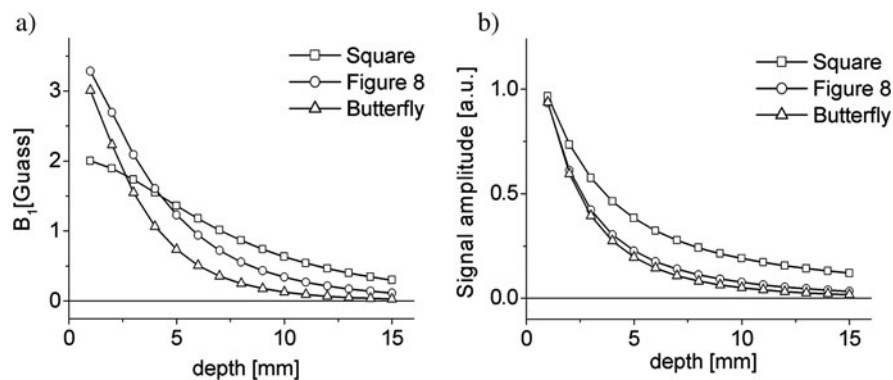 a)
Square
Figure 8
Butterfly
B1[Guass]
3
2
1
0
0
5
10
15
depth [mm]
b)
Square
Figure 8
Butterfly
Signal amplitude [a.u.]
1.0
0.5
0.0
0
5
10
15
depth [mm]